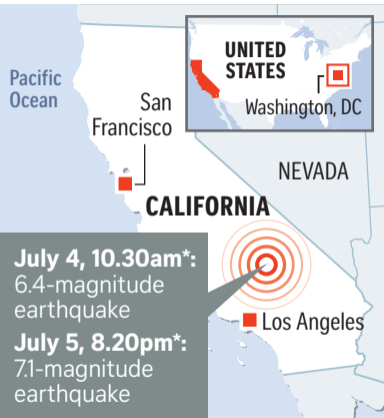 UNITED
STATES
Washington, DC
Pacific
Ocean
San
Francisco
NEVADA
CALIFORNIA
July 4, 10.30am*:
6.4-magnitude
earthquake
July 5, 8.20pm*:
7.1-magnitude
earthquake
Los Angeles